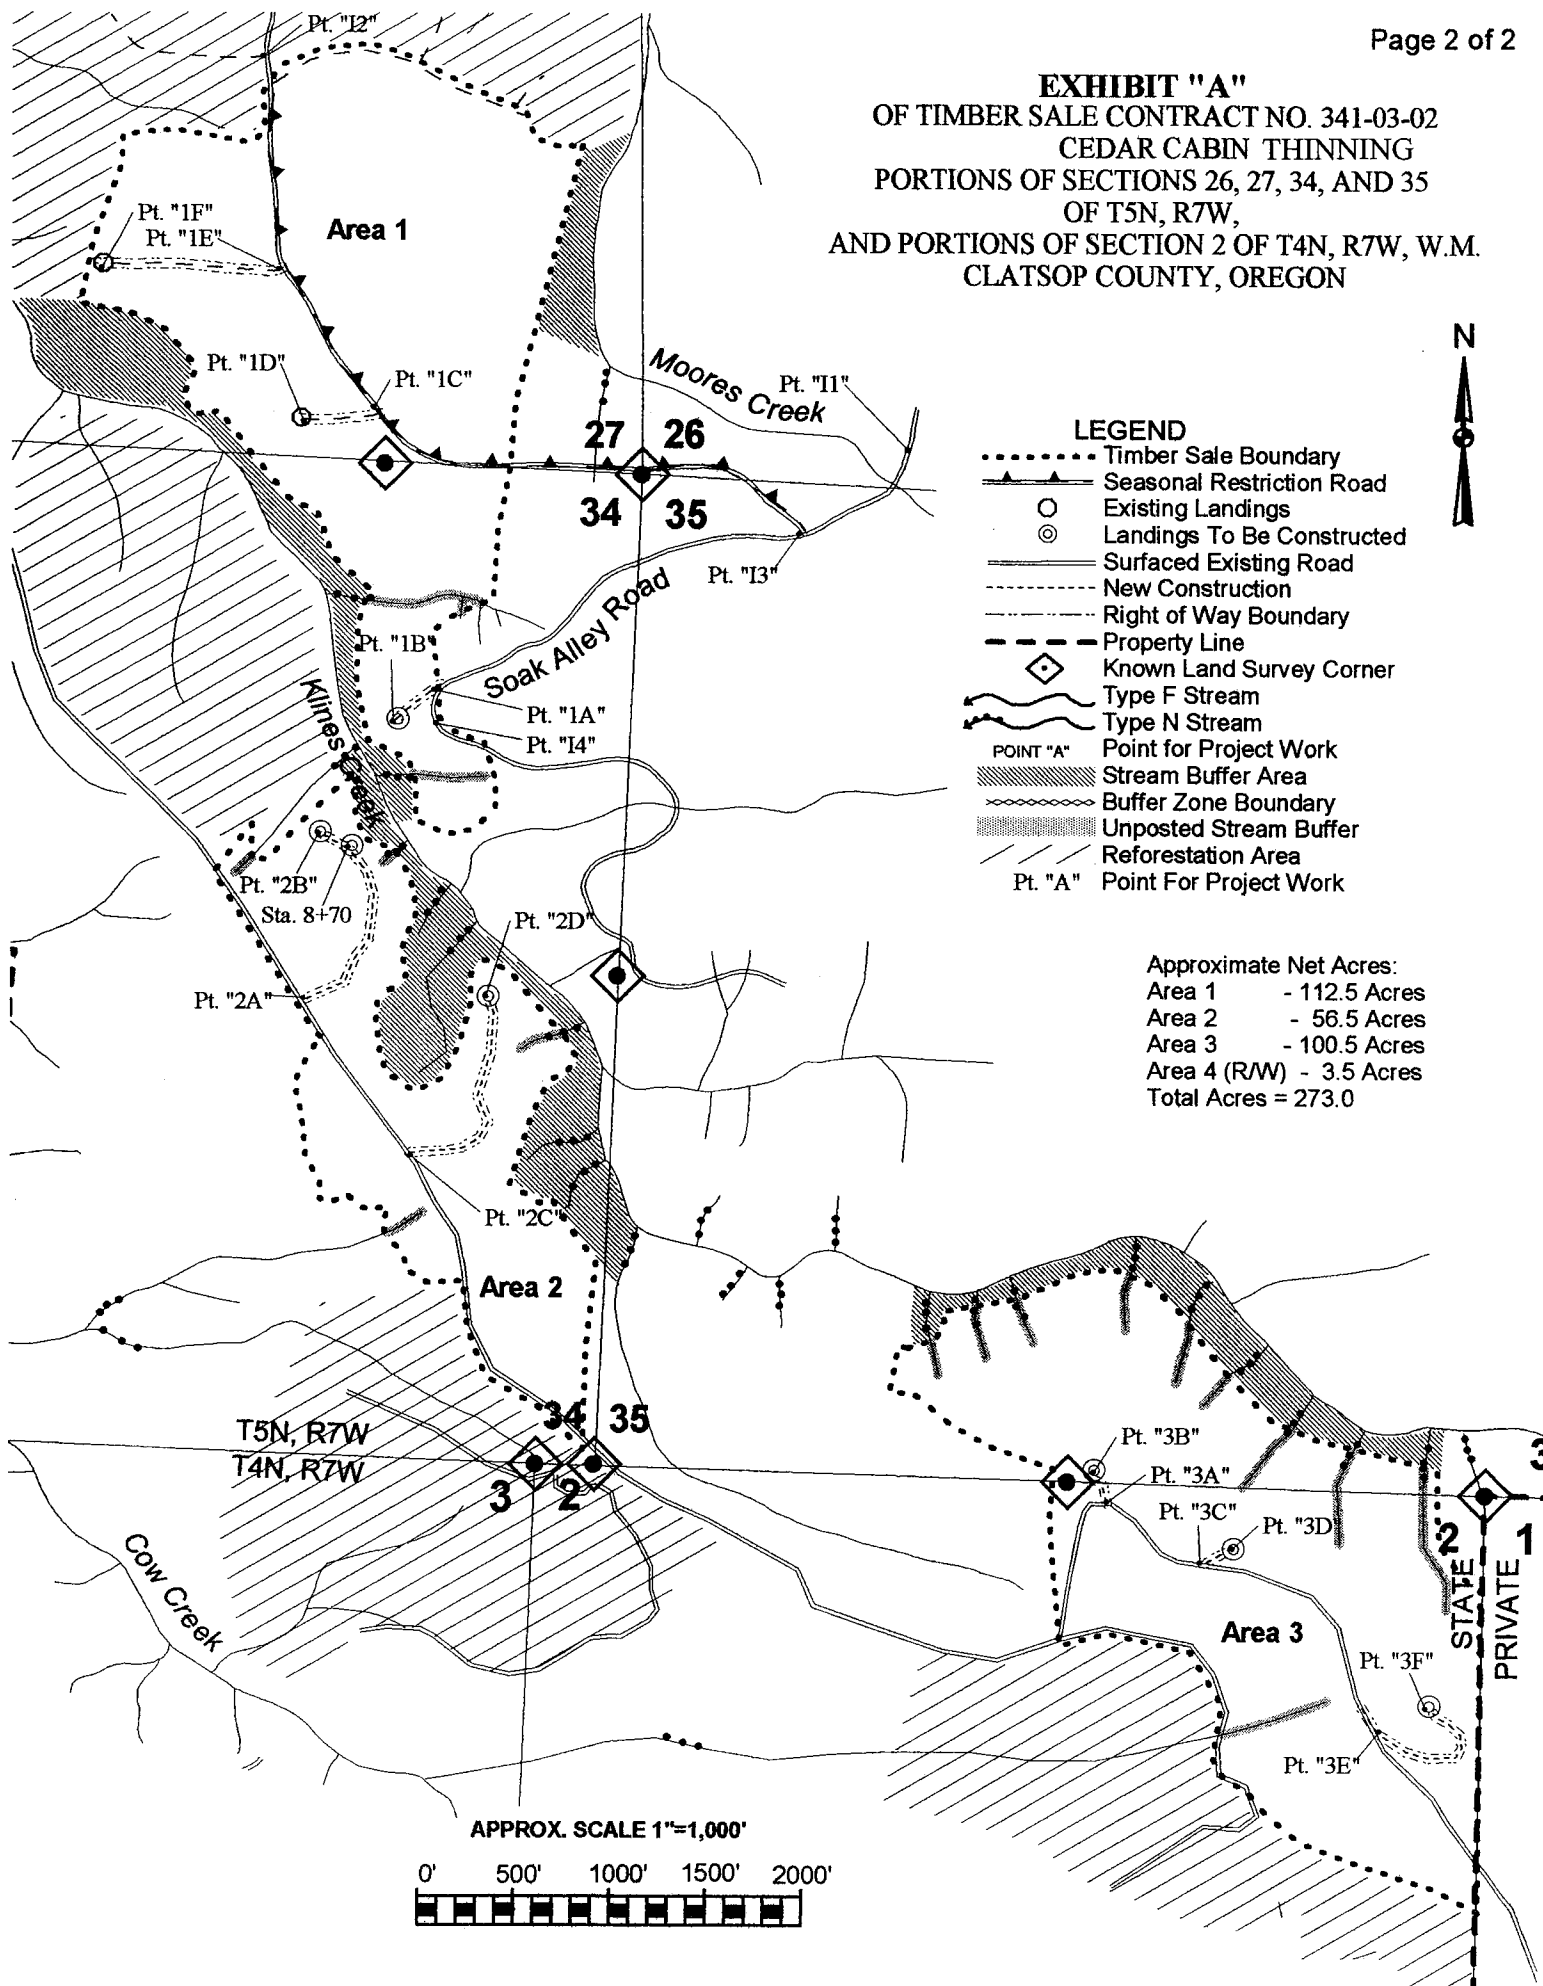 Page 2 of 2
EXHIBIT "A"
OF TIMBER SALE CONTRACT NO. 341-03-02
CEDAR CABIN THINNING
PORTIONS OF SECTIONS 26, 27, 34, AND 35
OF T5N, R7W,
AND PORTIONS OF SECTION 2 OF T4N, R7W, W.M.
CLATSOP COUNTY, OREGON
N
LEGEND
Timber Sale Boundary
Seasonal Restriction Road
Existing Landings
Landings To Be Constructed
Surfaced Existing Road
New Construction
Right of Way Boundary
Property Line
Known Land Survey Corner
Type F Stream
Type N Stream
POINT "A" Point for Project Work
Stream Buffer Area
Buffer Zone Boundary
Unposted Stream Buffer
Reforestation Area
Pt. "A" Point For Project Work
Approximate Net Acres:
Area 1 - 112.5 Acres
Area 2 - 56.5 Acres
Area 3 - 100.5 Acres
Area 4 (R/W) - 3.5 Acres
Total Acres = 273.0
Pt. "I2"
Pt. "1F"
Pt. "1E"
Area 1
Pt. "1D"
Pt. "1C"
Moores Creek
Pt. "I1"
27 26
34 35
Pt. "I3"
Soak Alley Road
Pt. "1B"
Klines Creek
Pt. "1A"
Pt. "I4"
Pt. "2B"
Sta. 8+70
Pt. "2D"
Pt. "2A"
Pt. "2C"
Area 2
34 35
T5N, R7W
T4N, R7W
3 2
Cow Creek
Pt. "3B"
Pt. "3A"
Pt. "3C"
Pt. "3D
3
2 1
STATE
PRIVATE
Area 3
Pt. "3F"
Pt. "3E"
APPROX. SCALE 1"=1,000'
0' 500' 1000' 1500' 2000'